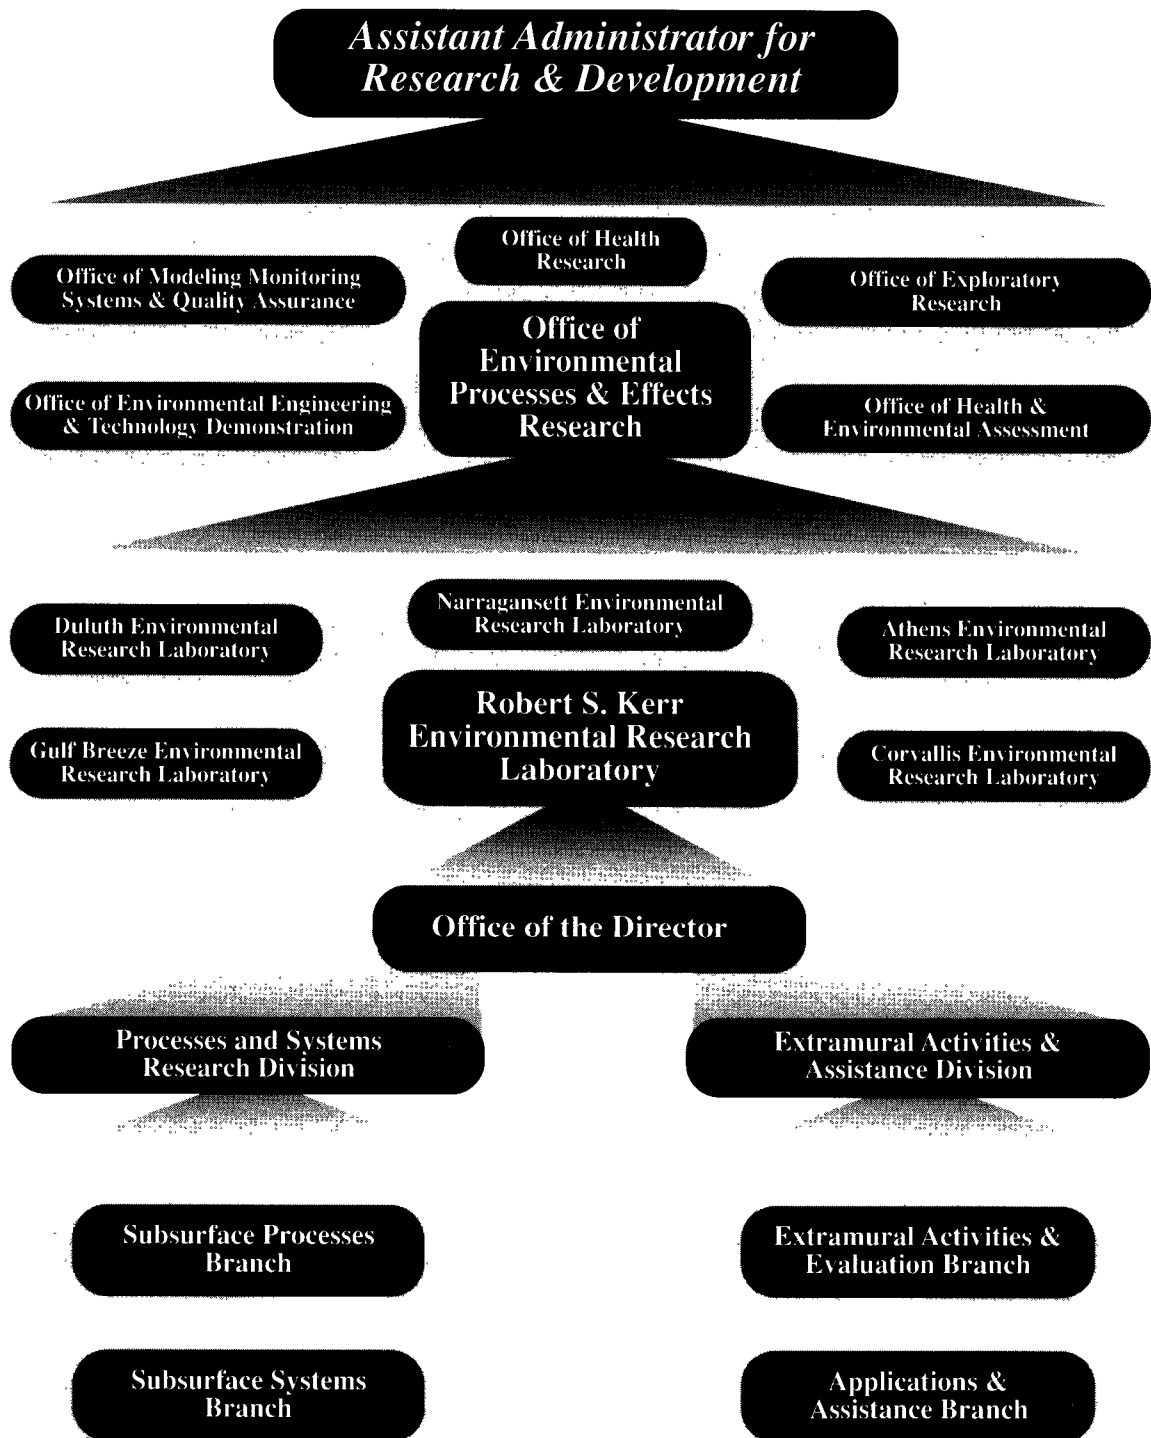 Assistant Administrator for
Research & Development
Office of Health
Research
Office of Modeling Monitoring
Systems & Quality Assurance
Office of Exploratory
Research
Office of
Environmental
Processes & Effects
Research
Office of Environmental Engineering
& Technology Demonstration
Office of Health &
Environmental Assessment
Narragansett Environmental
Research Laboratory
Duluth Environmental
Research Laboratory
Athens Environmental
Research Laboratory
Robert S. Kerr
Environmental Research
Laboratory
Gulf Breeze Environmental
Research Laboratory
Corvallis Environmental
Research Laboratory
Office of the Director
Processes and Systems
Research Division
Extramural Activities &
Assistance Division
Subsurface Processes
Branch
Extramural Activities &
Evaluation Branch
Subsurface Systems
Branch
Applications &
Assistance Branch